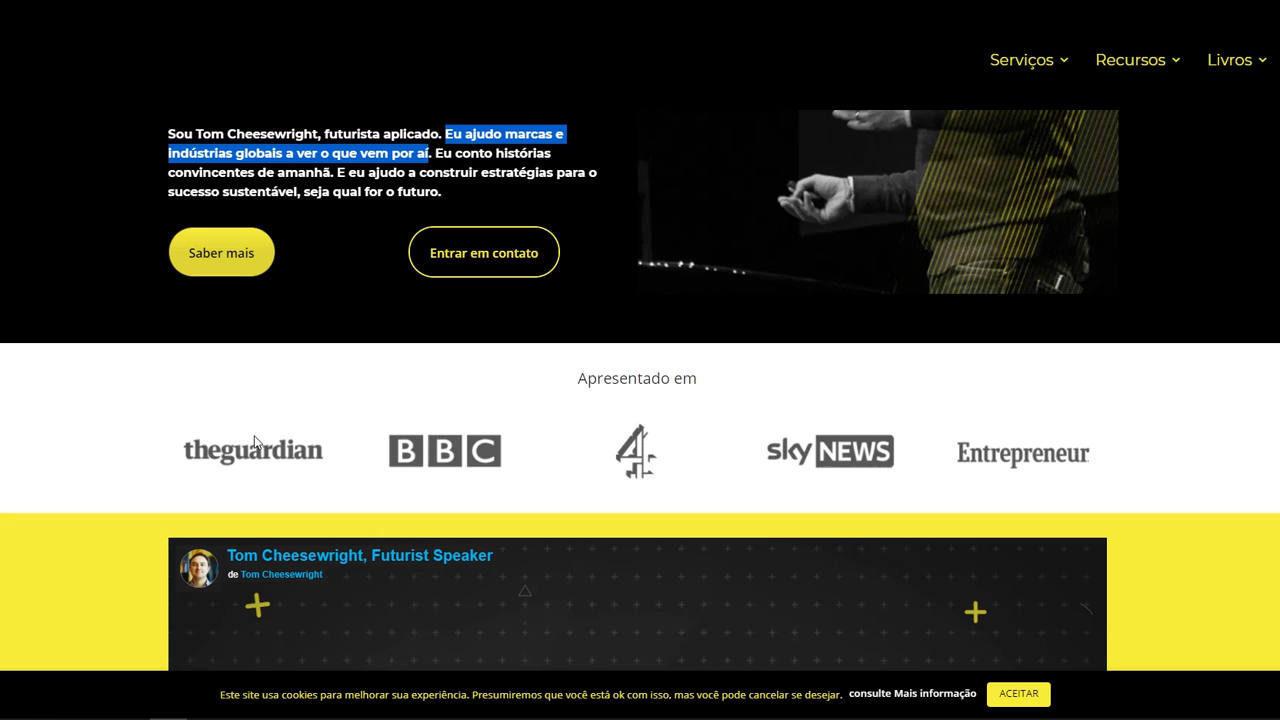 Serviços
Recursos
Livros
Sou Tom Cheesewright, futurista aplicado. Eu ajudo marcas e
indústrias globais a ver o que vem por aí. Eu conto histórias
convincentes de amanhã. E eu ajudo a construir estratégias para o
sucesso sustentável, seja qual for o futuro.
Saber mais
Entrar em contato
Apresentado em
theguardian
BBC
4
sky NEWS
Entrepreneur
Tom Cheesewright, Futurist Speaker
de Tom Cheesewright
Este site usa cookies para melhorar sua experiência. Presumiremos que você está ok com isso, mas você pode cancelar se desejar. consulte Mais informação
ACEITAR